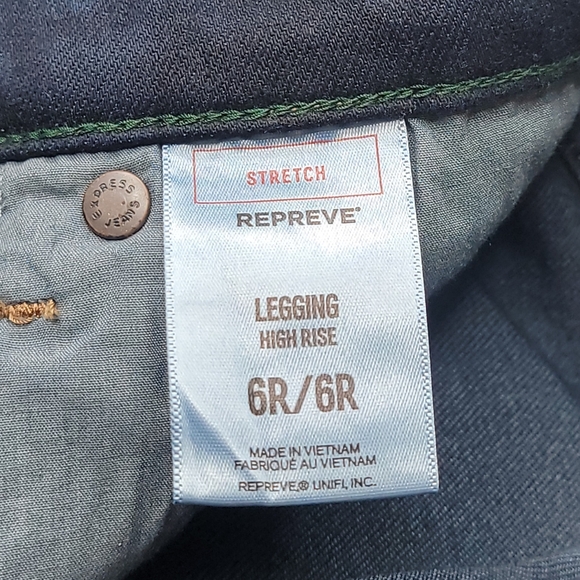 STRETCH
REPREVE®
LEGGING
HIGH RISE
6R/6R
MADE IN VIETNAM
FABRIQUÉ AU VIETNAM
REPREVE® UNIFI, INC.
EXPRESS
JEANS